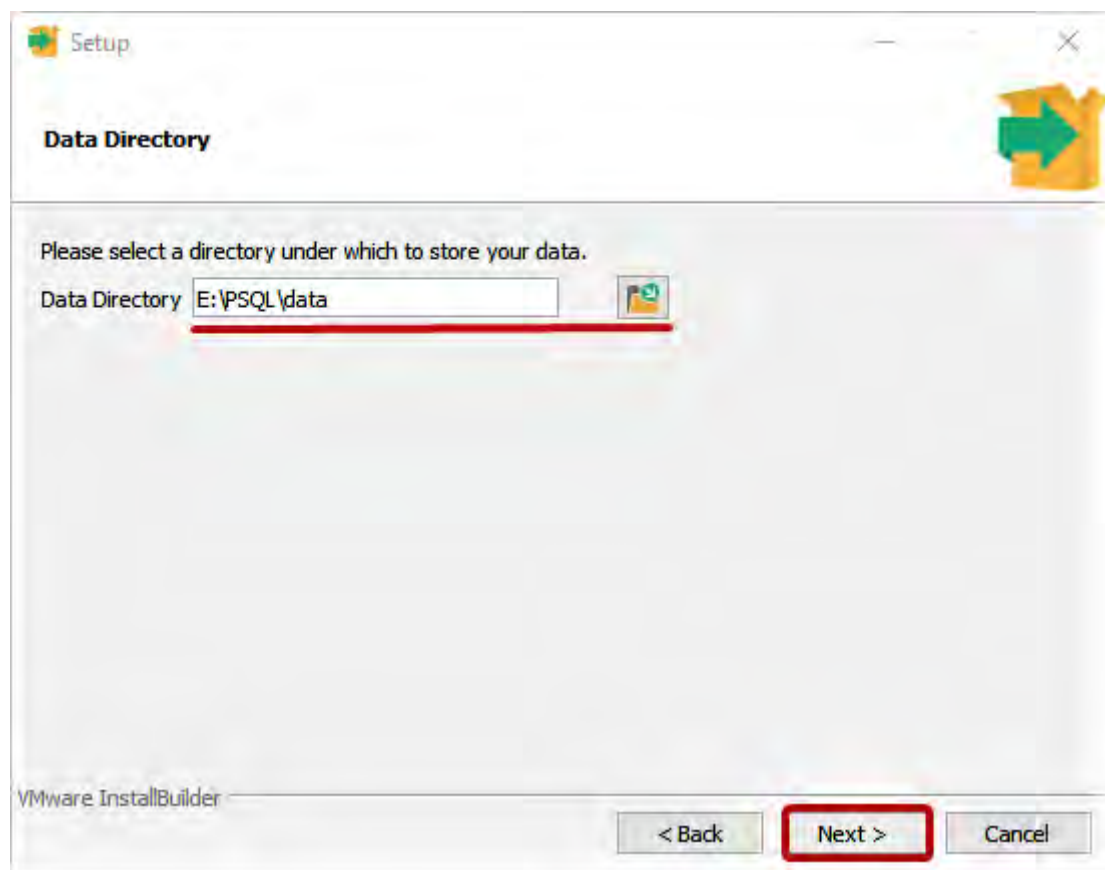 Setup
Data Directory
Please select a directory under which to store your data.
Data Directory E:\PSQL\data
VMware InstallBuilder
< Back Next > Cancel